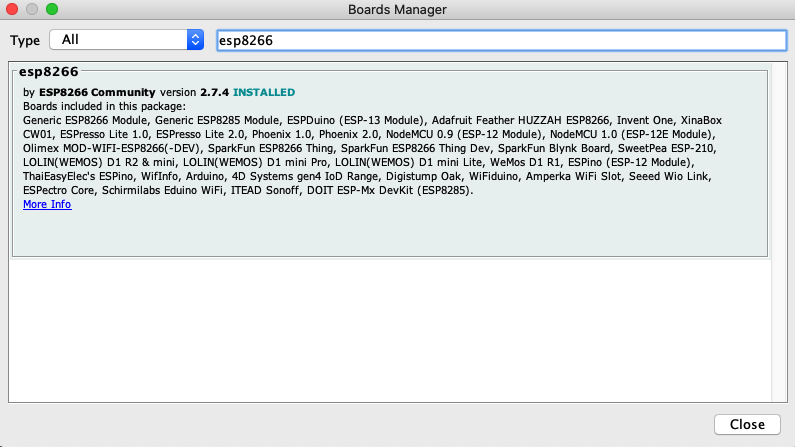 Boards Manager
Type All esp8266
esp8266
by ESP8266 Community version 2.7.4 INSTALLED
Boards included in this package:
Generic ESP8266 Module, Generic ESP8285 Module, ESPDuino (ESP-13 Module), Adafruit Feather HUZZAH ESP8266, Invent One, XinaBox
CW01, ESPresso Lite 1.0, ESPresso Lite 2.0, Phoenix 1.0, Phoenix 2.0, NodeMCU 0.9 (ESP-12 Module), NodeMCU 1.0 (ESP-12E Module),
Olimex MOD-WIFI-ESP8266(-DEV), SparkFun ESP8266 Thing, SparkFun ESP8266 Thing Dev, SparkFun Blynk Board, SweetPea ESP-210,
LOLIN(WEMOS) D1 R2 & mini, LOLIN(WEMOS) D1 mini Pro, LOLIN(WEMOS) D1 mini Lite, WeMos D1 R1, ESPino (ESP-12 Module),
ThaiEasyElec's ESPino, WifInfo, Arduino, 4D Systems gen4 IoD Range, Digistump Oak, WiFiduino, Amperka WiFi Slot, Seeed Wio Link,
ESPectro Core, Schirmilabs Eduino WiFi, ITEAD Sonoff, DOIT ESP-Mx DevKit (ESP8285).
More Info
Close